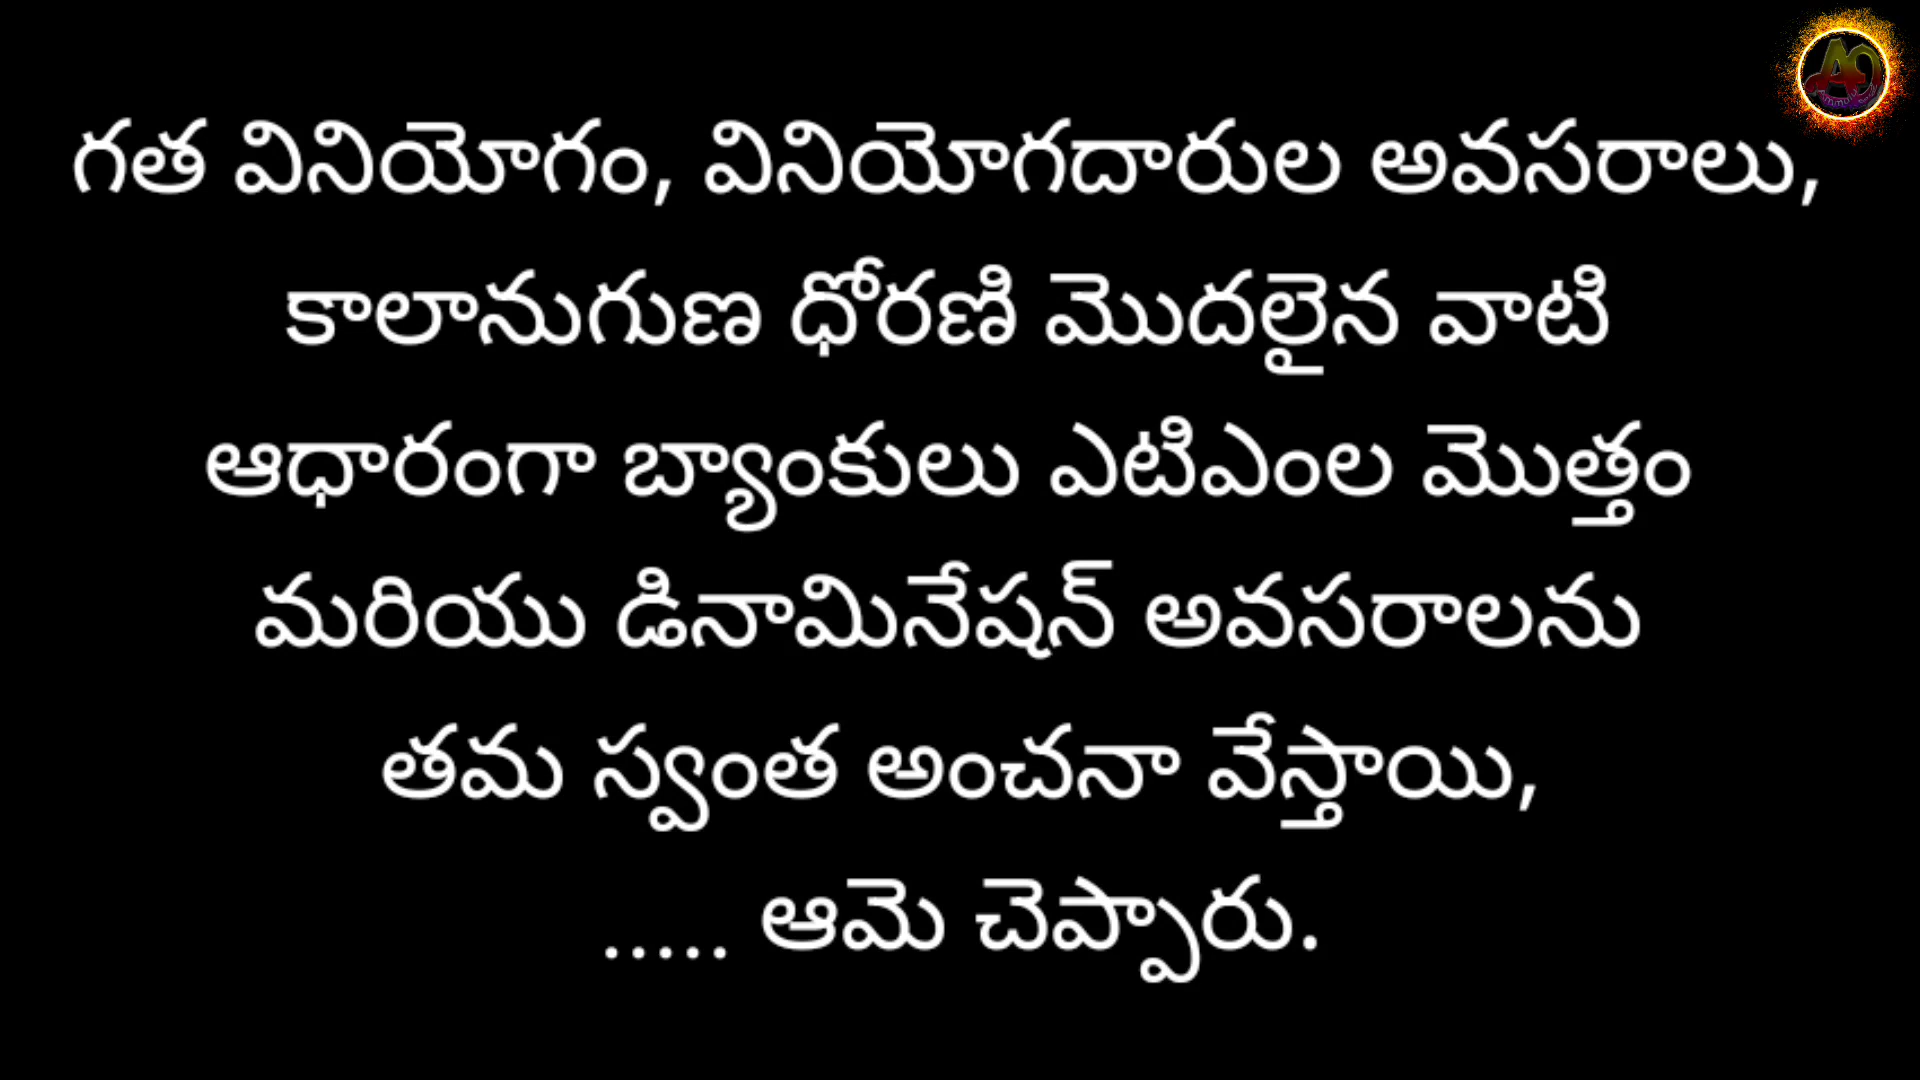 గత వినియోగం, వినియోగదారుల అవసరాలు,
కాలానుగుణ ధోరణి మొదలైన వాటి
ఆధారంగా బ్యాంకులు ఎటిఎంల మొత్తం
మరియు డినామినేషన్ అవసరాలను
తమ స్వంత అంచనా వేస్తాయి,
..... ఆమె చెప్పారు.